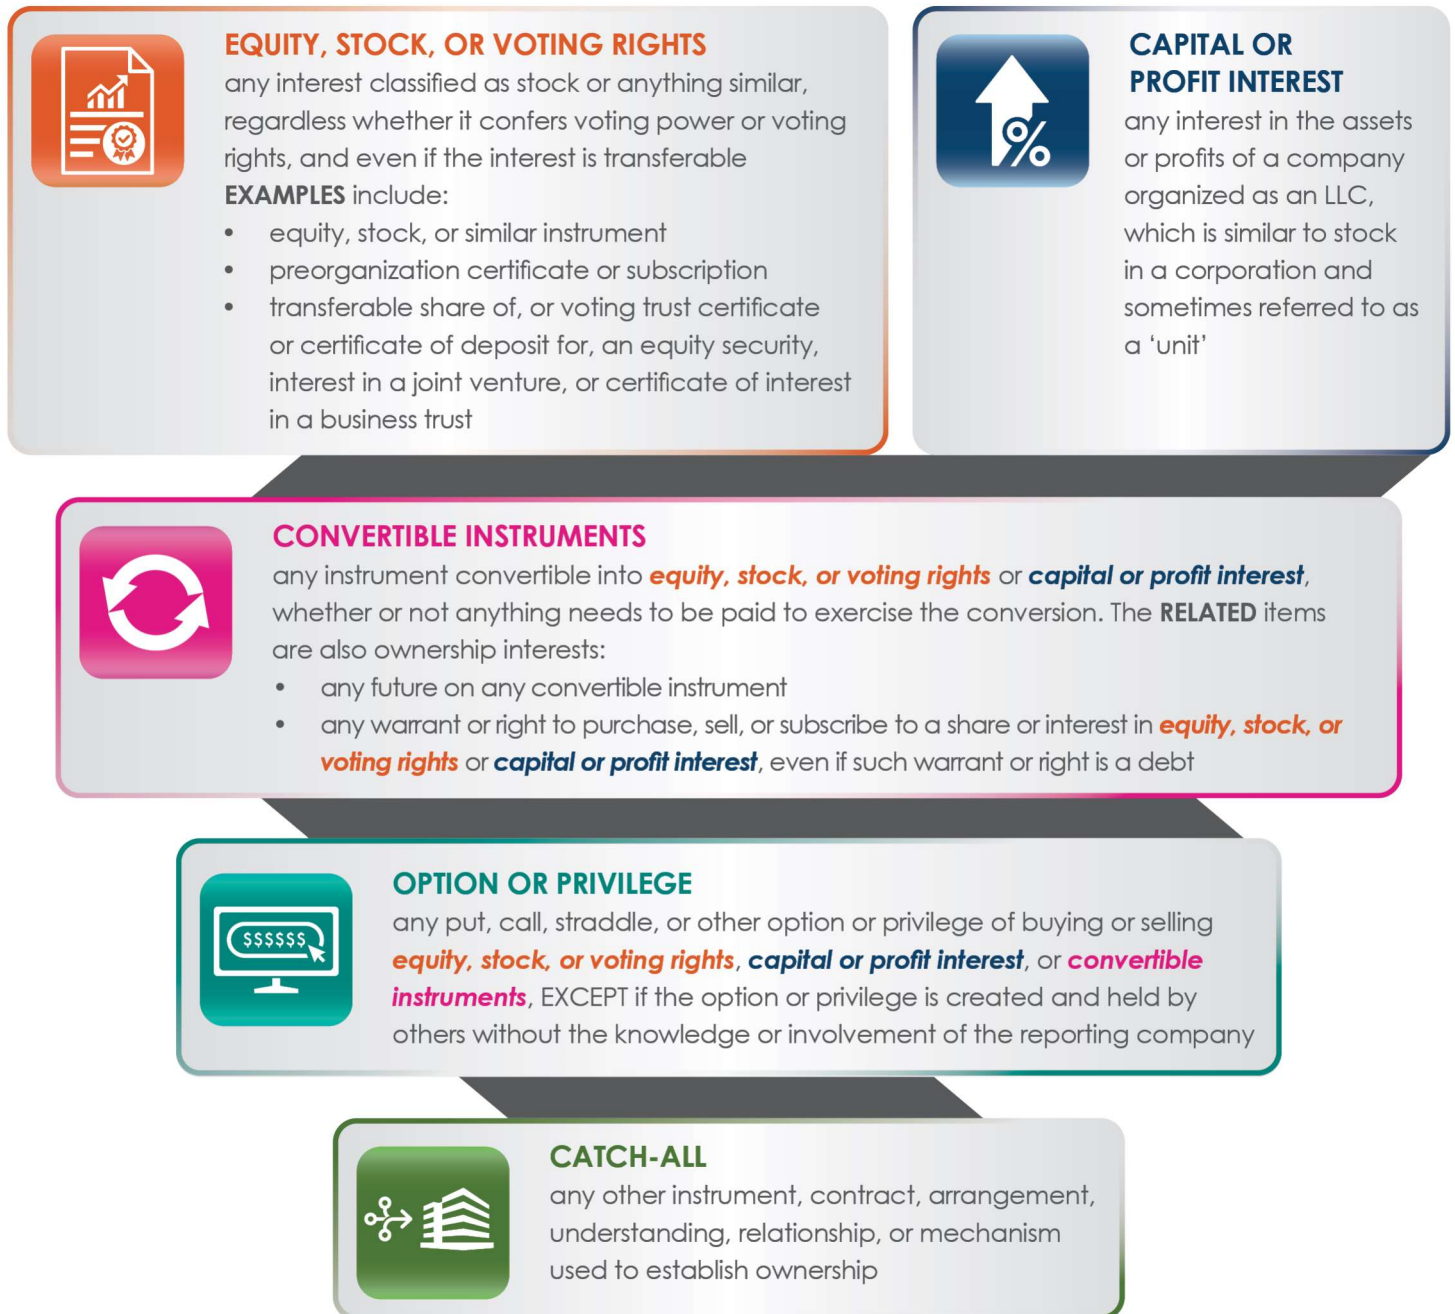 EQUITY, STOCK, OR VOTING RIGHTS
any interest classified as stock or anything similar,
regardless whether it confers voting power or voting
rights, and even if the interest is transferable
EXAMPLES include:
• equity, stock, or similar instrument
• preorganization certificate or subscription
• transferable share of, or voting trust certificate
or certificate of deposit for, an equity security,
interest in a joint venture, or certificate of interest
in a business trust
%
CAPITAL OR
PROFIT INTEREST
any interest in the assets
or profits of a company
organized as an LLC,
which is similar to stock
in a corporation and
sometimes referred to as
a ‘unit’
CONVERTIBLE INSTRUMENTS
any instrument convertible into equity, stock, or voting rights or capital or profit interest,
whether or not anything needs to be paid to exercise the conversion. The RELATED items
are also ownership interests:
• any future on any convertible instrument
• any warrant or right to purchase, sell, or subscribe to a share or interest in equity, stock, or
voting rights or capital or profit interest, even if such warrant or right is a debt
$$$$$$
OPTION OR PRIVILEGE
any put, call, straddle, or other option or privilege of buying or selling
equity, stock, or voting rights, capital or profit interest, or convertible
instruments, EXCEPT if the option or privilege is created and held by
others without the knowledge or involvement of the reporting company
CATCH-ALL
any other instrument, contract, arrangement,
understanding, relationship, or mechanism
used to establish ownership